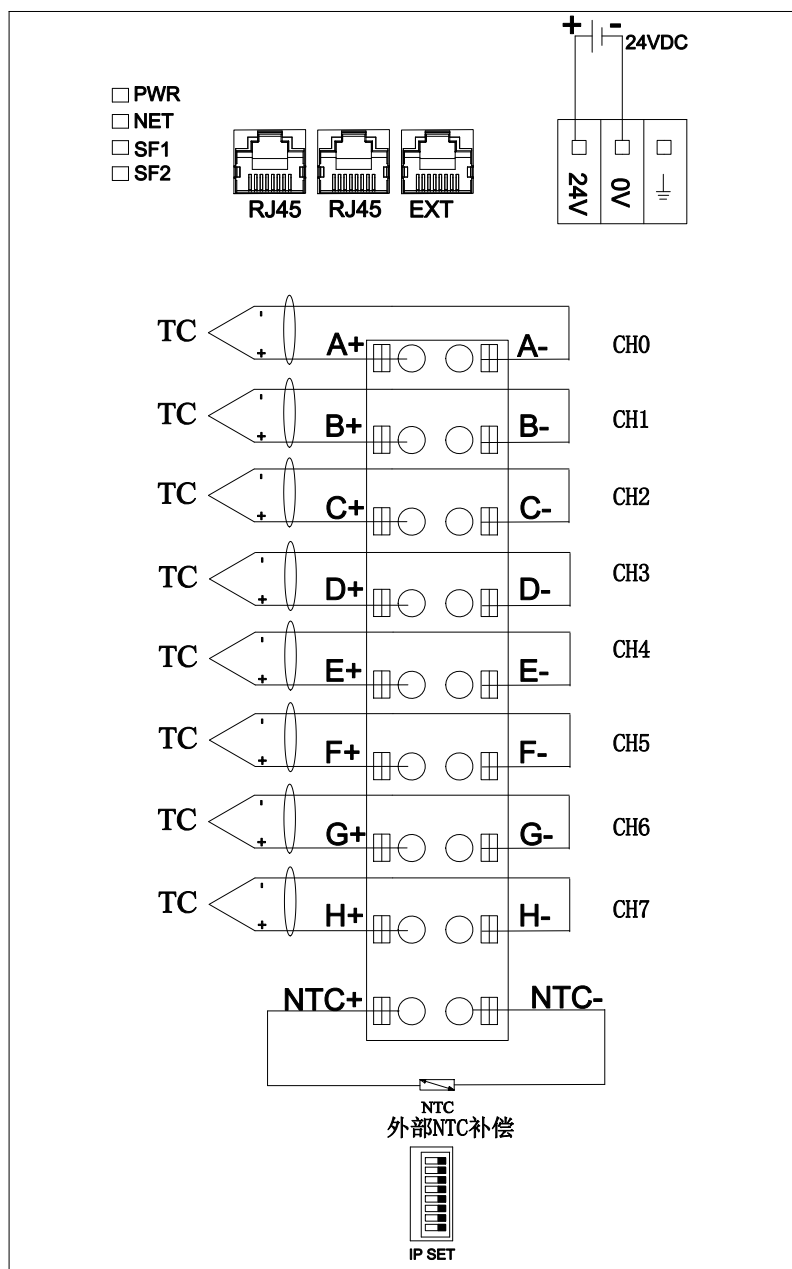 + - 24VDC
PWR
NET
SF1
SF2
RJ45 RJ45 EXT
24V 0V
TC - + A+ A- CH0
TC - + B+ B- CH1
TC - + C+ C- CH2
TC - + D+ D- CH3
TC - + E+ E- CH4
TC - + F+ F- CH5
TC - + G+ G- CH6
TC - + H+ H- CH7
NTC+ NTC-
NTC
外部NTC补偿
IP SET